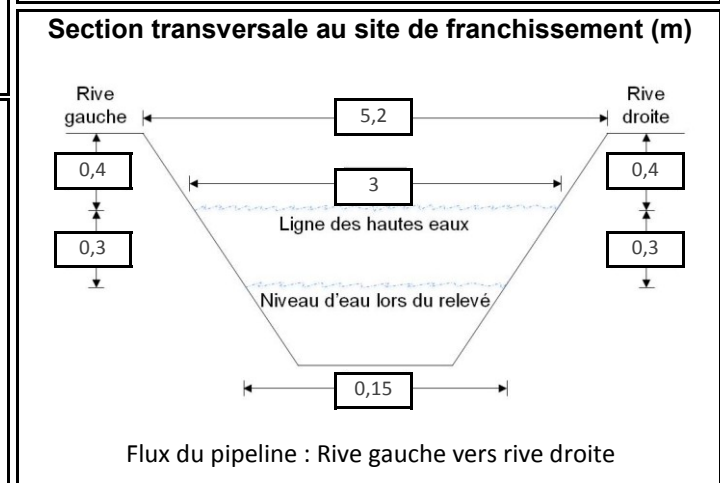 Section transversale au site de franchissement (m)
Rive gauche
Rive droite
5,2
0,4
0,4
3
Ligne des hautes eaux
0,3
0,3
Niveau d'eau lors du relevé
0,15
Flux du pipeline : Rive gauche vers rive droite